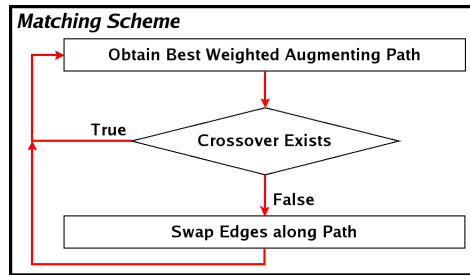 Matching Scheme
Obtain Best Weighted Augmenting Path
True
Crossover Exists
False
Swap Edges along Path